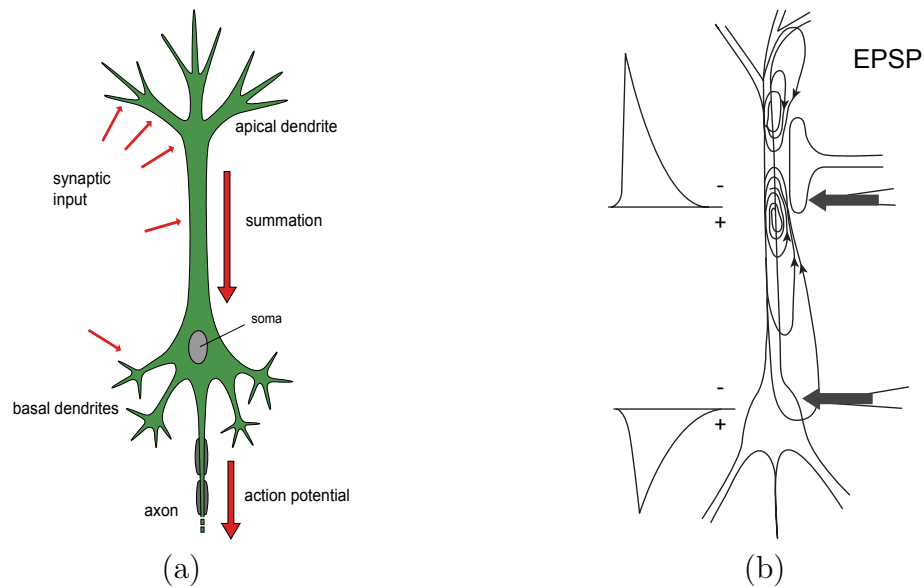 apical dendrite
synaptic
input
summation
soma
basal dendrites
axon
action potential
(a)
EPSP
-
+
-
+
(b)